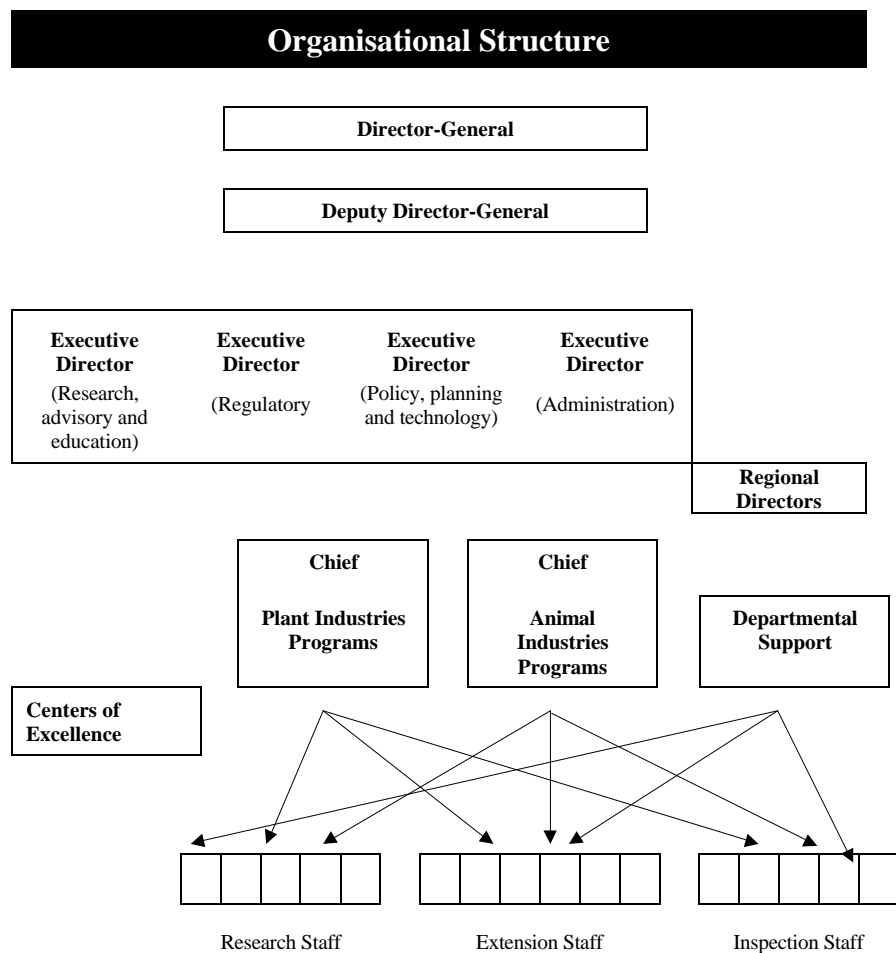 Organisational Structure
Director-General
Deputy Director-General
Executive
Director
(Research,
advisory and
education)
Executive
Director
(Regulatory
Executive
Director
(Policy, planning
and technology)
Executive
Director
(Administration)
Regional
Directors
Chief
Plant Industries
Programs
Chief
Animal
Industries
Programs
Departmental
Support
Centers of
Excellence
Research Staff
Extension Staff
Inspection Staff